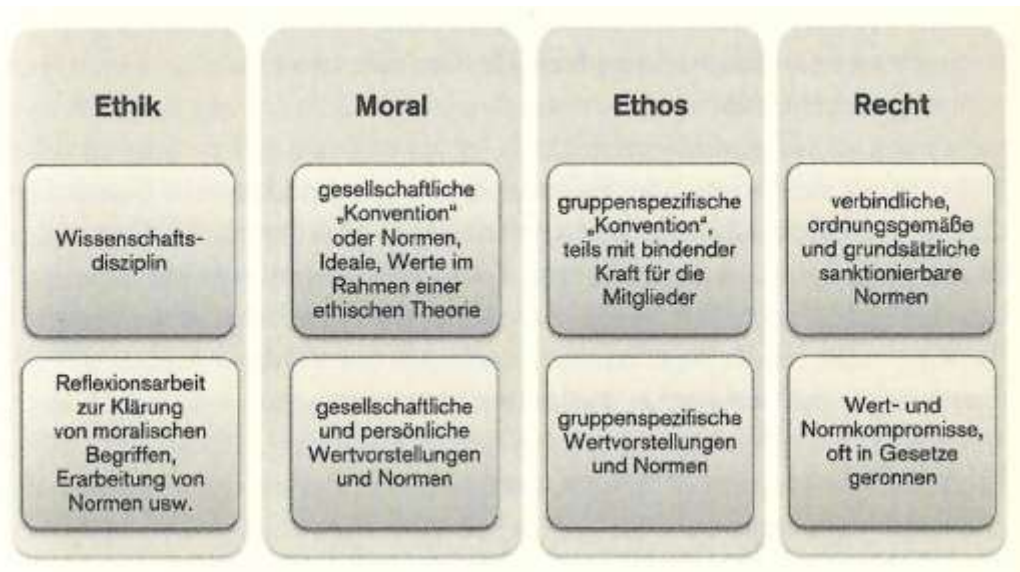 Ethik
Wissenschafts-
disziplin
Reflexionsarbeit
zur Klärung
von moralischen
Begriffen,
Erarbeitung von
Normen usw.
Moral
gesellschaftliche
„Konvention“
oder Normen,
Ideale, Werte im
Rahmen einer
ethischen Theorie
gesellschaftliche
und persönliche
Wertvorstellungen
und Normen
Ethos
gruppenspezifische
„Konvention“,
teils mit bindender
Kraft für die
Mitglieder
gruppenspezifische
Wertvorstellungen
und Normen
Recht
verbindliche,
ordnungsgemäße
und grundsätzliche
sanktionierbare
Normen
Wert- und
Normkompromisse,
oft in Gesetze
geronnen